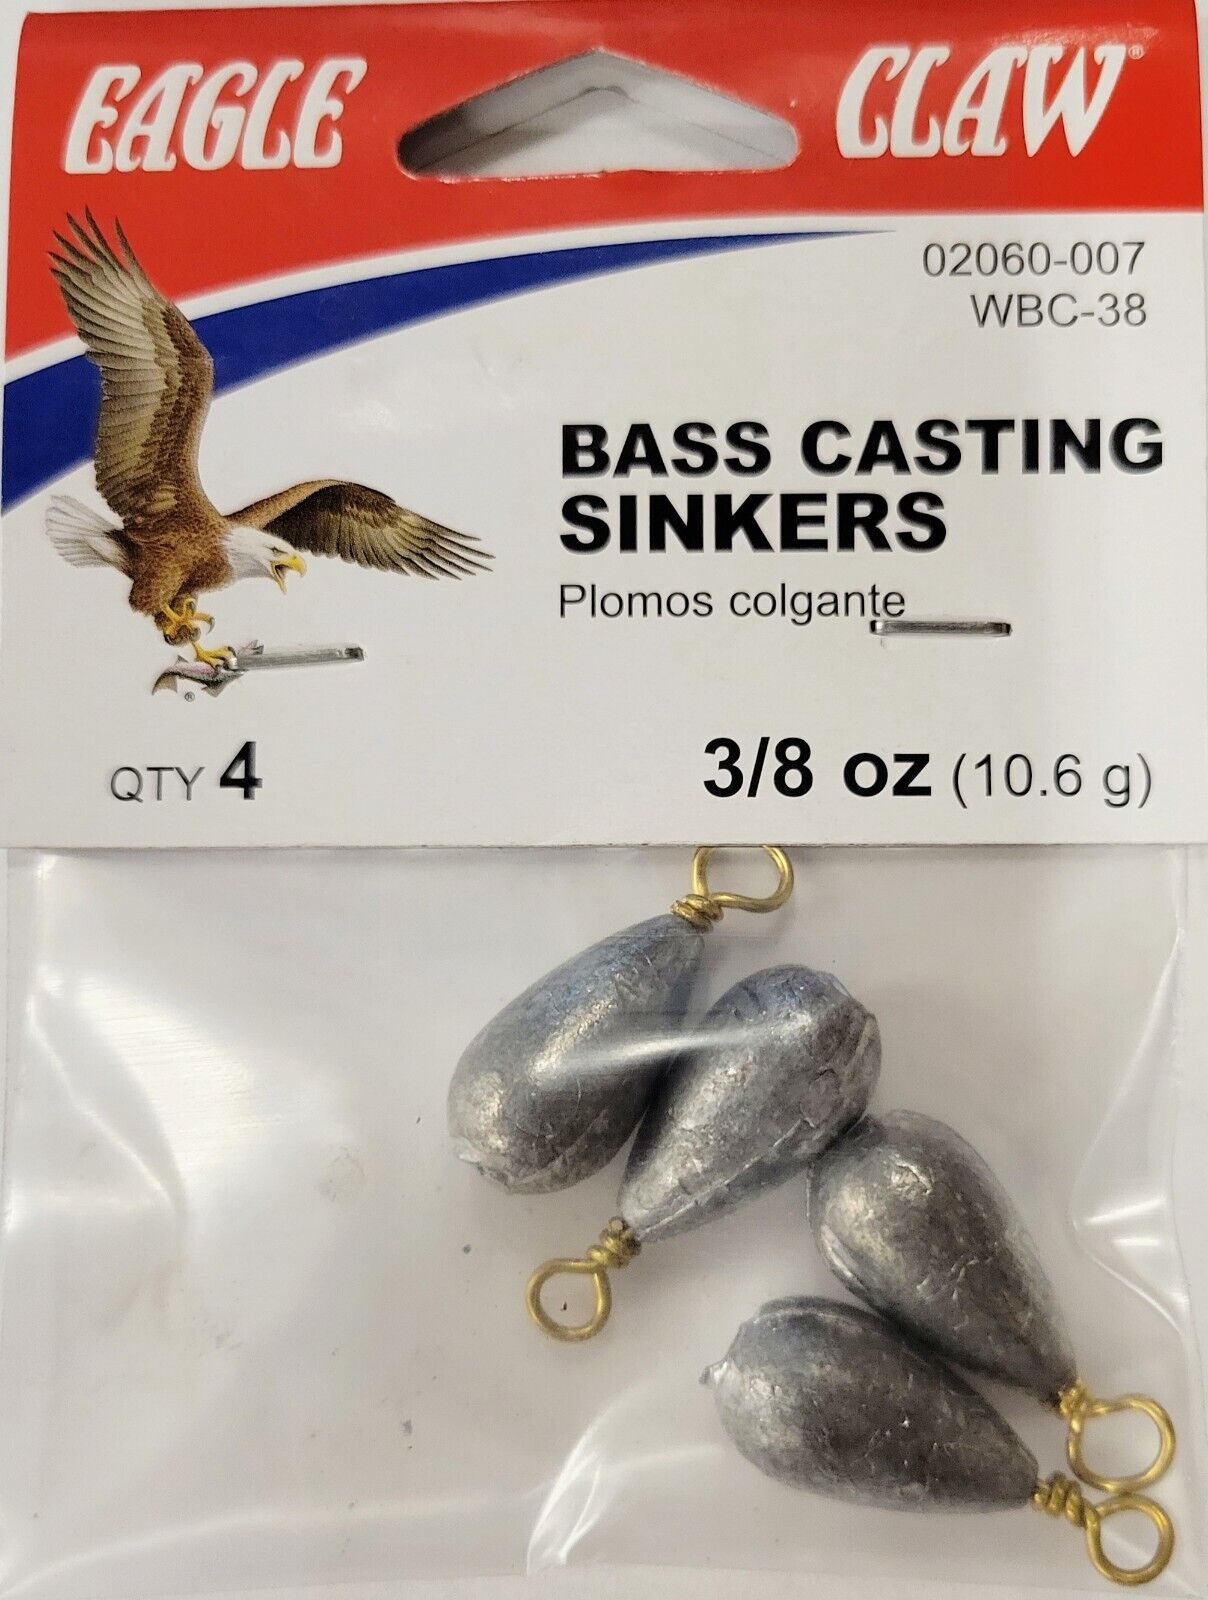 EAGLE CLAW®
02060-007
WBC-38
BASS CASTING
SINKERS
Plomos colgante
®
QTY 4
3/8 oz (10.6 g)